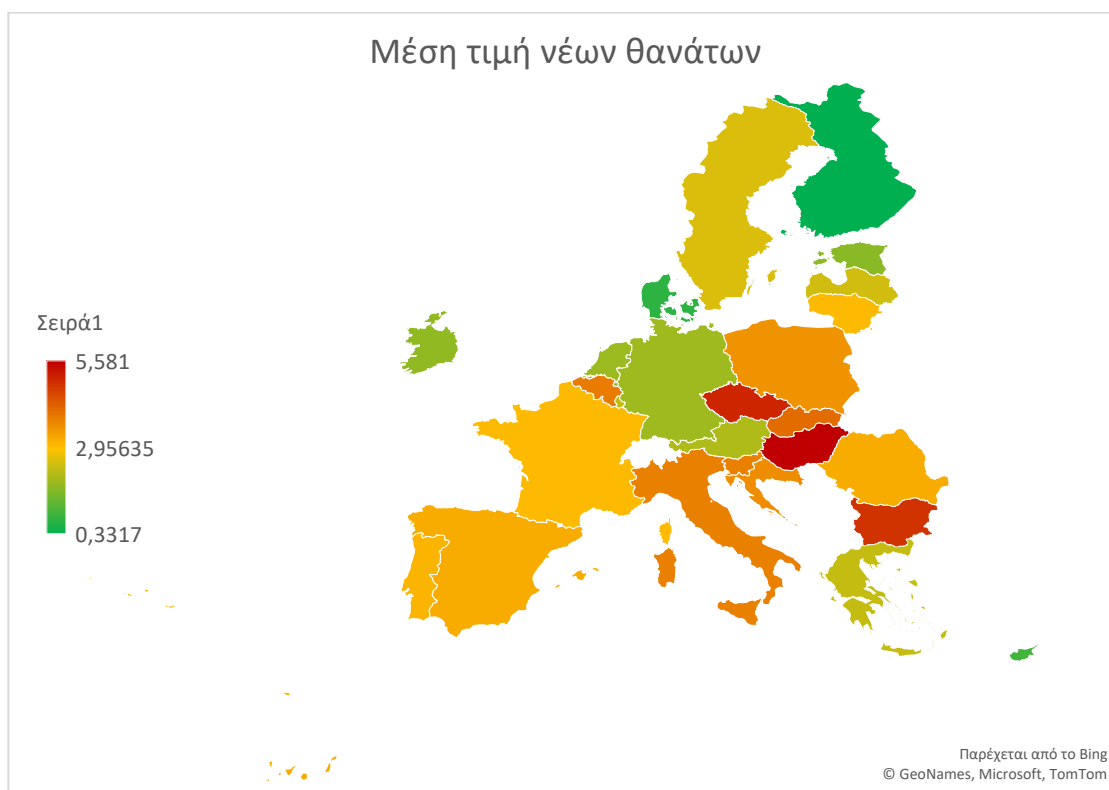 Μέση τιμή νέων θανάτων
Σειρά1
5,581
2,95635
0,3317
Παρέχεται από το Bing
© GeoNames, Microsoft, TomTom